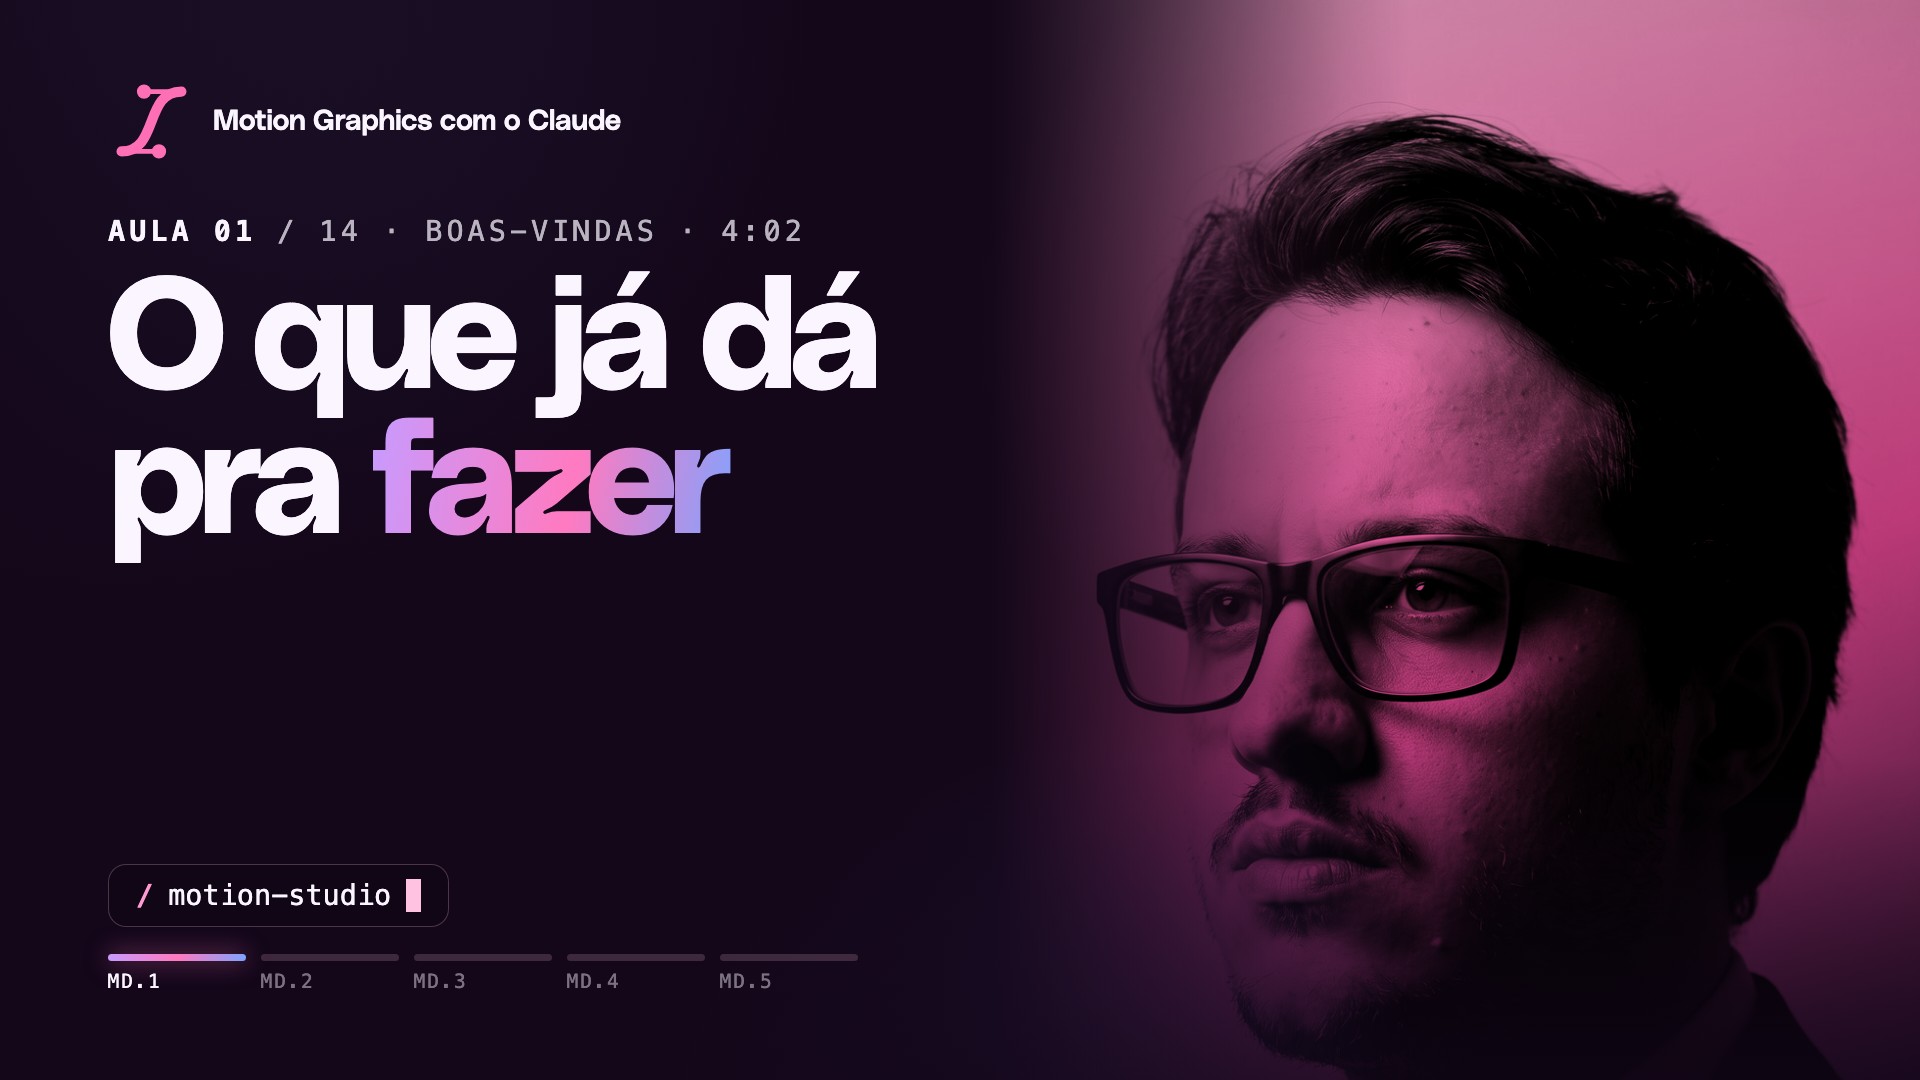 Motion Graphics com o Claude
AULA 01 / 14 · BOAS-VINDAS · 4:02
O que já dá
pra fazer
/ motion-studio
MD.1 MD.2 MD.3 MD.4 MD.5